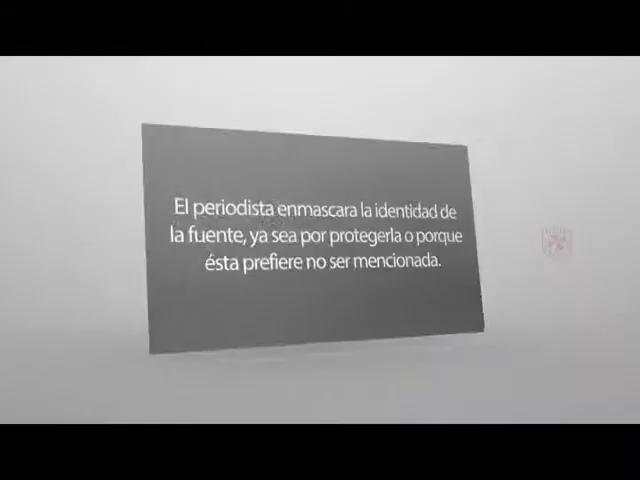 El periodista enmascara la identidad de
la fuente, ya sea por protegerla o porque
ésta prefiere no ser mencionada.